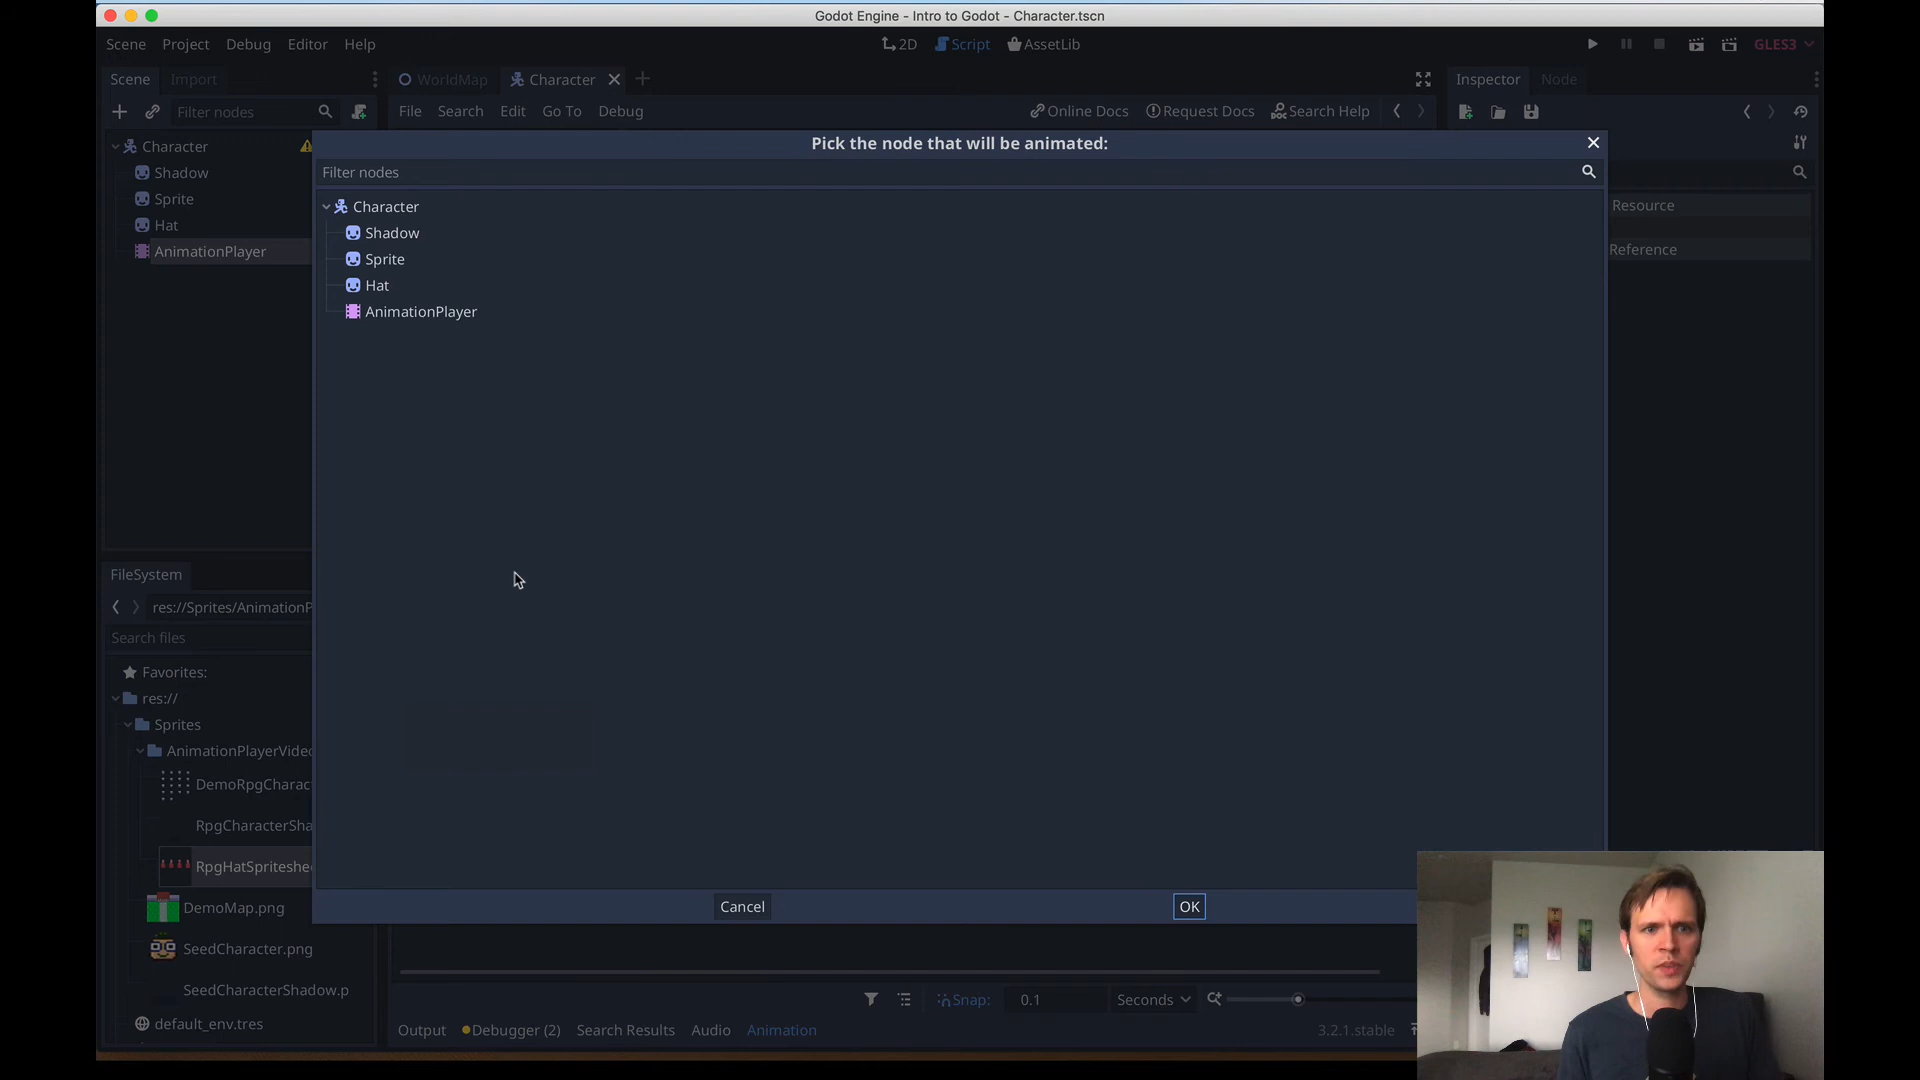 Godot Engine - Intro to Godot - Character.tscn
Scene Project Debug Editor Help 2D Script AssetLib GLES3
Scene Import WorldMap Character Inspector Node
Filter nodes File Search Edit Go To Debug Online Docs Request Docs Search Help
Pick the node that will be animated:
Filter nodes
Character
Shadow
Sprite
Hat
AnimationPlayer
Character
Shadow
Sprite
Hat
AnimationPlayer
Resource
Reference
FileSystem
res://Sprites/AnimationP
Search files
Favorites:
res://
Sprites
AnimationPlayerVideo
DemoRpgCharac
RpgCharacterSha
RpgHatSpriteshe
DemoMap.png
SeedCharacter.png
SeedCharacterShadow.p
default_env.tres
Cancel OK
Snap: 0.1 Seconds
Output Debugger (2) Search Results Audio Animation 3.2.1.stable